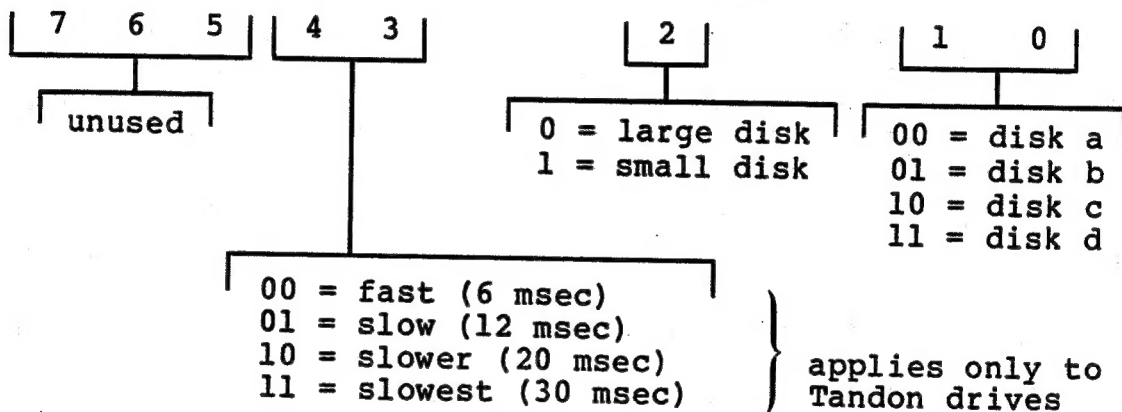 7 6 5 4 3 2 1 0
unused
0 = large disk
1 = small disk
00 = disk a
01 = disk b
10 = disk c
11 = disk d
00 = fast (6 msec)
01 = slow (12 msec)
10 = slower (20 msec)
11 = slowest (30 msec)
applies only to
Tandon drives